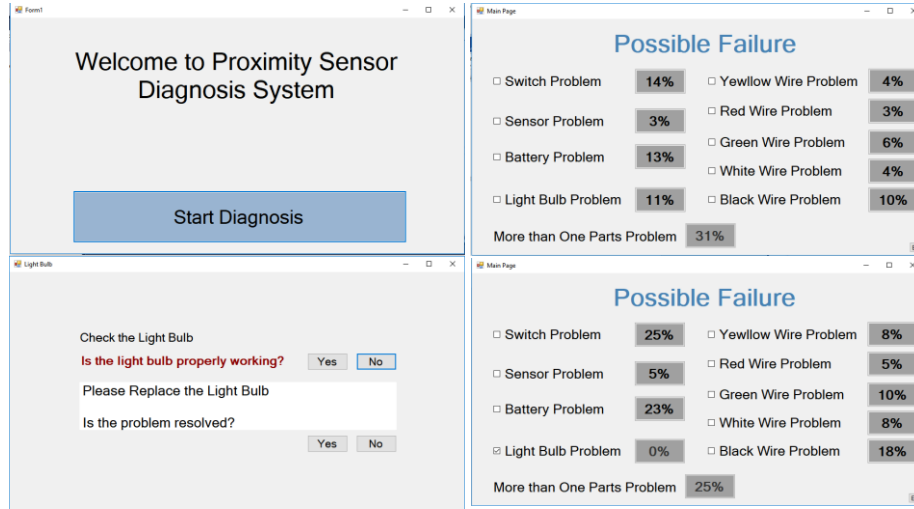 Form1
Welcome to Proximity Sensor
Diagnosis System
Start Diagnosis
Main Page
Possible Failure
Switch Problem 14%
Sensor Problem 3%
Battery Problem 13%
Light Bulb Problem 11%
Yewllow Wire Problem 4%
Red Wire Problem 3%
Green Wire Problem 6%
White Wire Problem 4%
Black Wire Problem 10%
More than One Parts Problem 31%
Light Bulb
Check the Light Bulb
Is the light bulb properly working? Yes No
Please Replace the Light Bulb
Is the problem resolved?
Yes No
Main Page
Possible Failure
Switch Problem 25%
Sensor Problem 5%
Battery Problem 23%
Light Bulb Problem 0%
Yewllow Wire Problem 8%
Red Wire Problem 5%
Green Wire Problem 10%
White Wire Problem 8%
Black Wire Problem 18%
More than One Parts Problem 25%